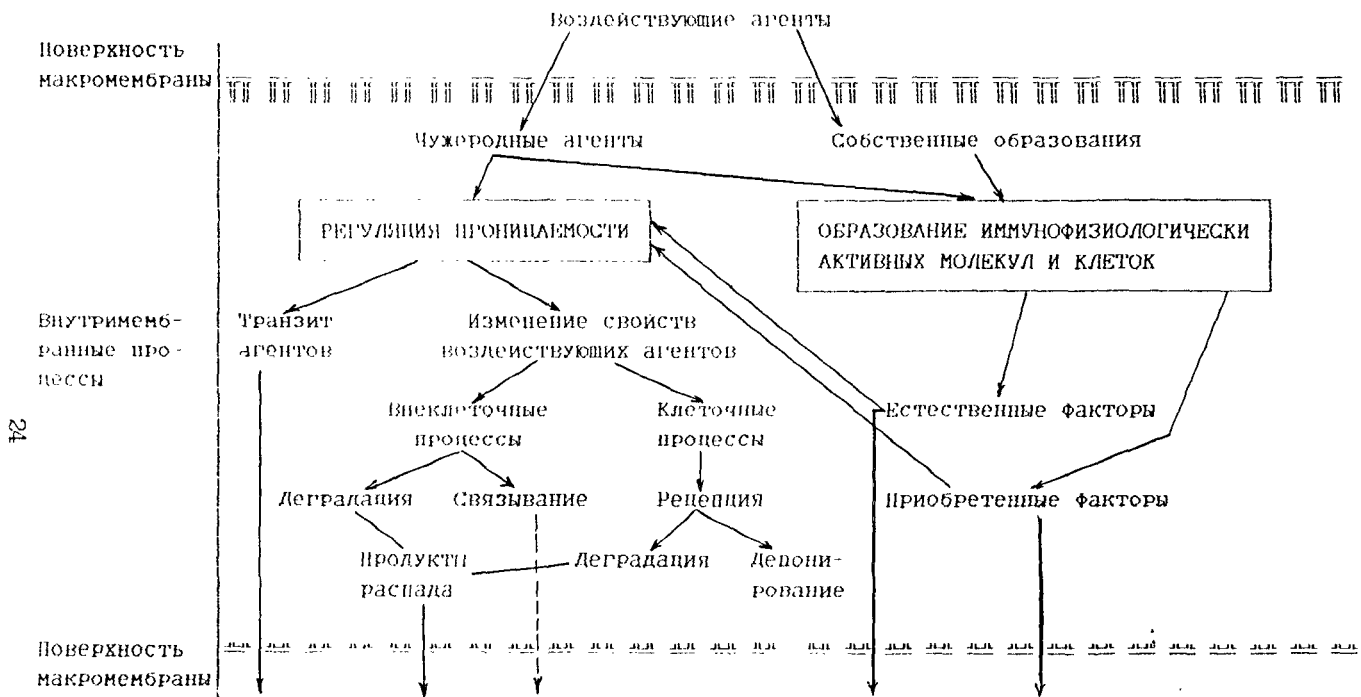 Воздействующие агенты
Поверхность
макромембраны
Чужеродные агенты
Собственные образования
РЕГУЛЯЦИЯ ПРОНИЦАЕМОСТИ
ОБРАЗОВАНИЕ ИММУНОФИЗИОЛОГИЧЕСКИ
АКТИВНЫХ МОЛЕКУЛ И КЛЕТОК
Внутримемб-
ранные про-
цессы
Транзит
агентов
Изменение свойств
воздействующих агентов
Внеклеточные
процессы
Клеточные
процессы
Естественные факторы
Деградация
Связывание
Рецепция
Приобретенные факторы
Продукты
распада
Деградация
Депони-
рование
Поверхность
макромембраны
24